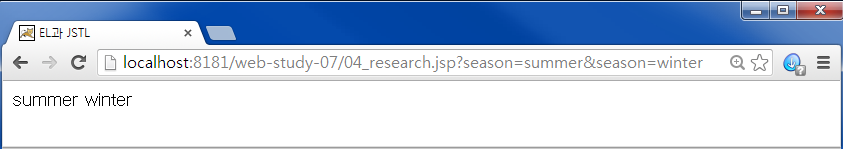 EL과 JSTL
localhost:8181/web-study-07/04_research.jsp?season=summer&season=winter
summer winter